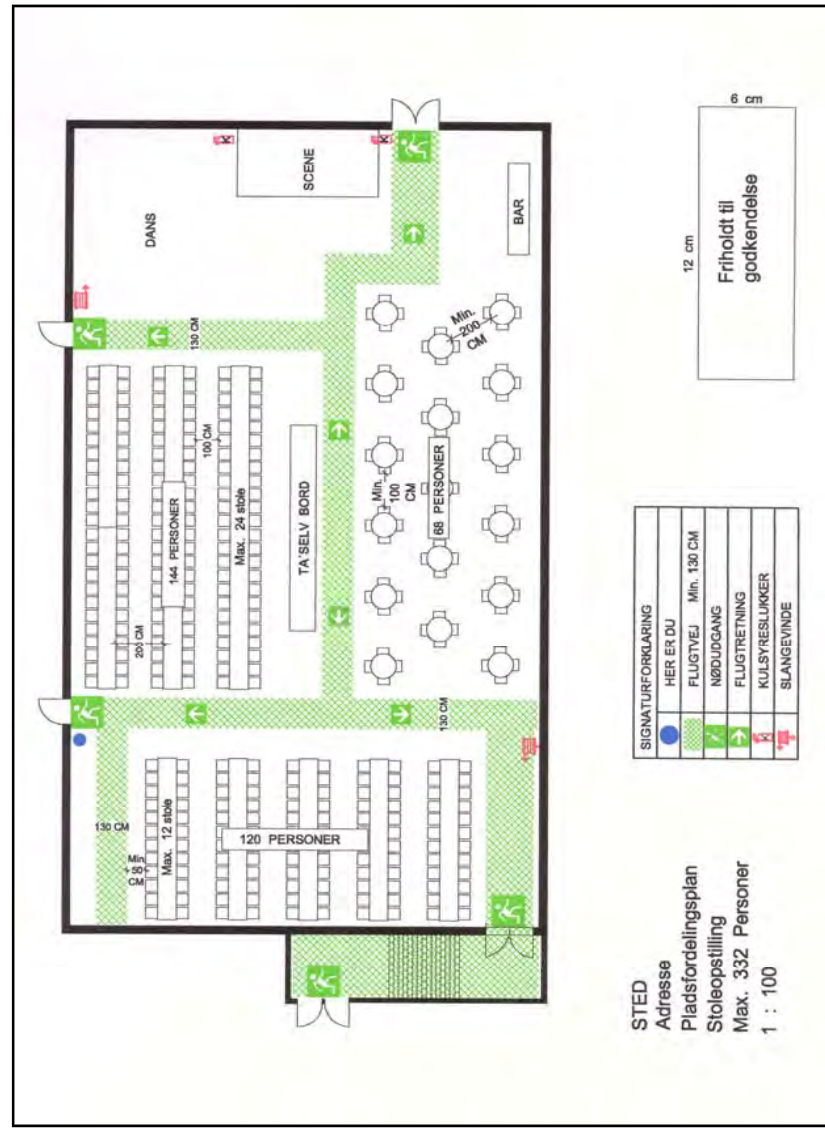 DANS
SCENE
BAR
130 CM
144 PERSONER
200 CM
100 CM
Max. 24 stole
TA´SELV BORD
Min.
200
CM
Min.
100
CM
68 PERSONER
130 CM
130 CM
Min.
50
CM
Max. 12 stole
120 PERSONER
K
K
6 cm
12 cm
Friholdt til
godkendelse
SIGNATURFORKLARING
HER ER DU
FLUGTVEJ Min. 130 CM
NØDUDGANG
FLUGTRETNING
K KULSYRESLUKKER
SLANGEVINDE
STED
Adresse
Pladsfordelingsplan
Stoleopstilling
Max. 332 Personer
1 : 100